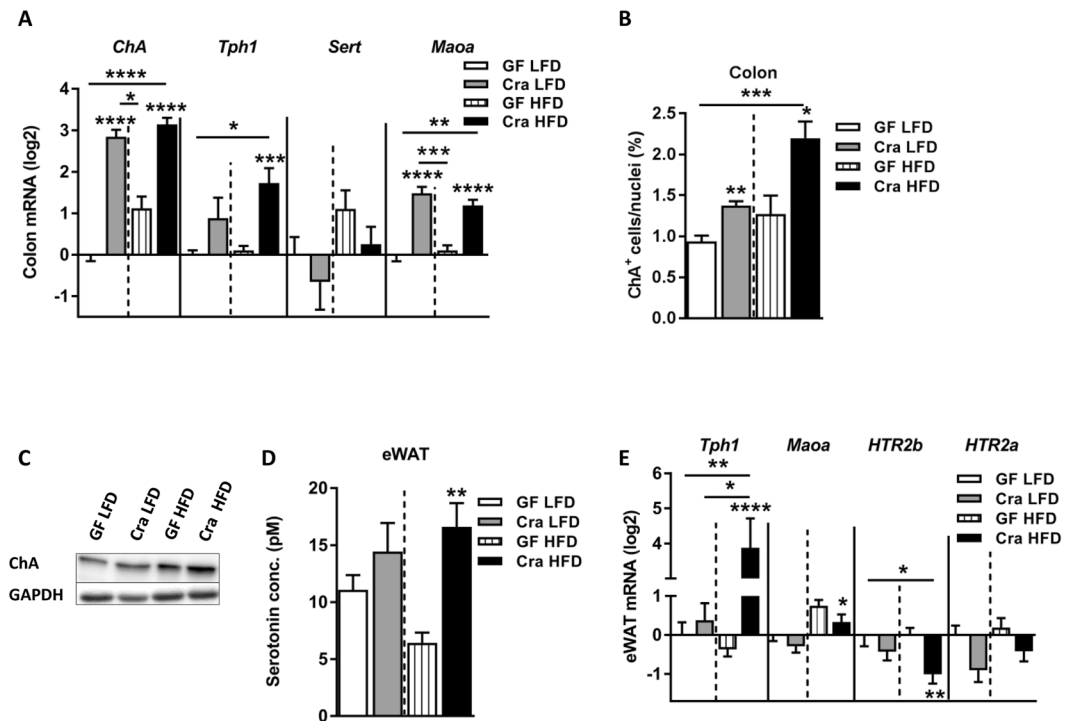 A
ChA Tph1 Sert Maoa
GF LFD
Cra LFD
GF HFD
Cra HFD
**** * ** ***
* **** **** *** **** ****
Colon mRNA (log2)
4
3
2
1
0
-1
B
Colon
***
*
**
GF LFD
Cra LFD
GF HFD
Cra HFD
ChA+ cells/nuclei (%)
2.5
2.0
1.5
1.0
0.5
0.0
C
GF LFD Cra LFD GF HFD Cra HFD
ChA
GAPDH
D
eWAT
**
GF LFD
Cra LFD
GF HFD
Cra HFD
Serotonin conc. (pM)
20
15
10
5
0
E
Tph1 Maoa HTR2b HTR2a
GF LFD
Cra LFD
GF HFD
Cra HFD
**
*
****
*
*
**
eWAT mRNA (log2)
6
5
4
2
1
0
-1